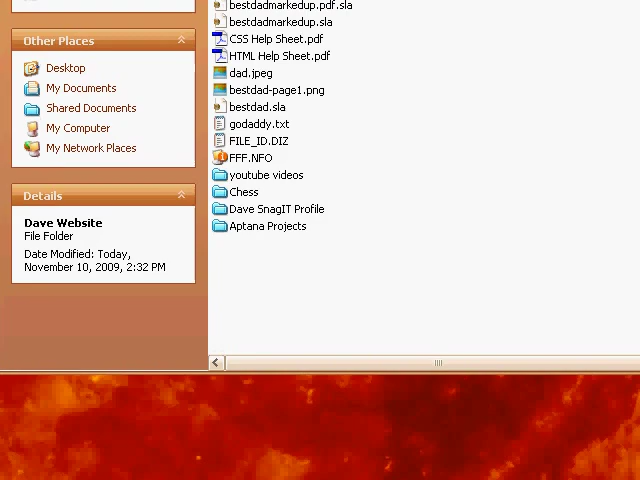 bestdadmarkedup.pdf.sla
bestdadmarkedup.sla
CSS Help Sheet.pdf
HTML Help Sheet.pdf
dad.jpeg
bestdad-page1.png
bestdad.sla
godaddy.txt
FILE_ID.DIZ
FFF.NFO
youtube videos
Chess
Dave SnagIT Profile
Aptana Projects
Other Places
Desktop
My Documents
Shared Documents
My Computer
My Network Places
Details
Dave Website
File Folder
Date Modified: Today,
November 10, 2009, 2:32 PM